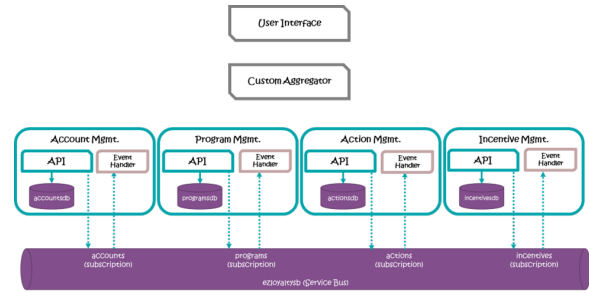 User Interface
Custom Aggregator
Account Mgmt.
Program Mgmt.
Action Mgmt.
Incentive Mgmt.
API
Event
Handler
API
Event
Handler
API
Event
Handler
API
Event
Handler
accountsdb
programsdb
actionsdb
incentivesdb
accounts
(subscription)
programs
(subscription)
actions
(subscription)
incentives
(subscription)
ezloyaltysb (Service Bus)